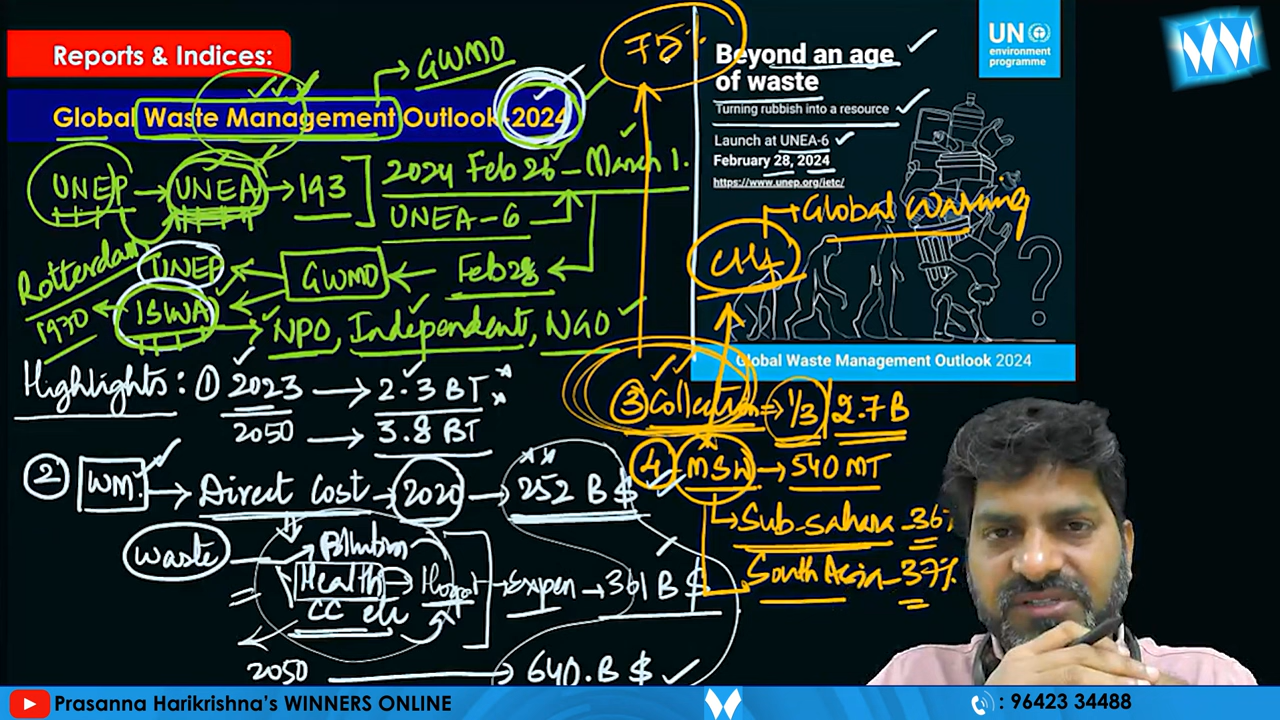 Reports & Indices:
Global Waste Management Outlook-2024
GWMO
75%
UNEP → UNEA → 193
2024 Feb 26 - March 1.
UNEA-6
Rotterdam
1970
UNEP
GWMO
Feb 28
ISWA
NPO, Independent, NGO
Highlights: ① 2023 → 2.3 BT
2050 → 3.8 BT
② WM. → Direct Cost → 2020 → 252 B $
waste
Pollution
Health
CC etc
Expen → 361 B $
2050 → 640.B $
UN
environment
programme
Beyond an age
of waste
Turning rubbish into a resource
Launch at UNEA-6
February 28, 2024
https://www.unep.org/ietc/
Global warming
CH4
?
Global Waste Management Outlook 2024
③ Collection ⇒ 1/3 / 2.7 B
④ MSW → 540 MT
Sub-sahara - 36%
South Asia - 37%
Prasanna Harikrishna's WINNERS ONLINE
W
: 96423 34488